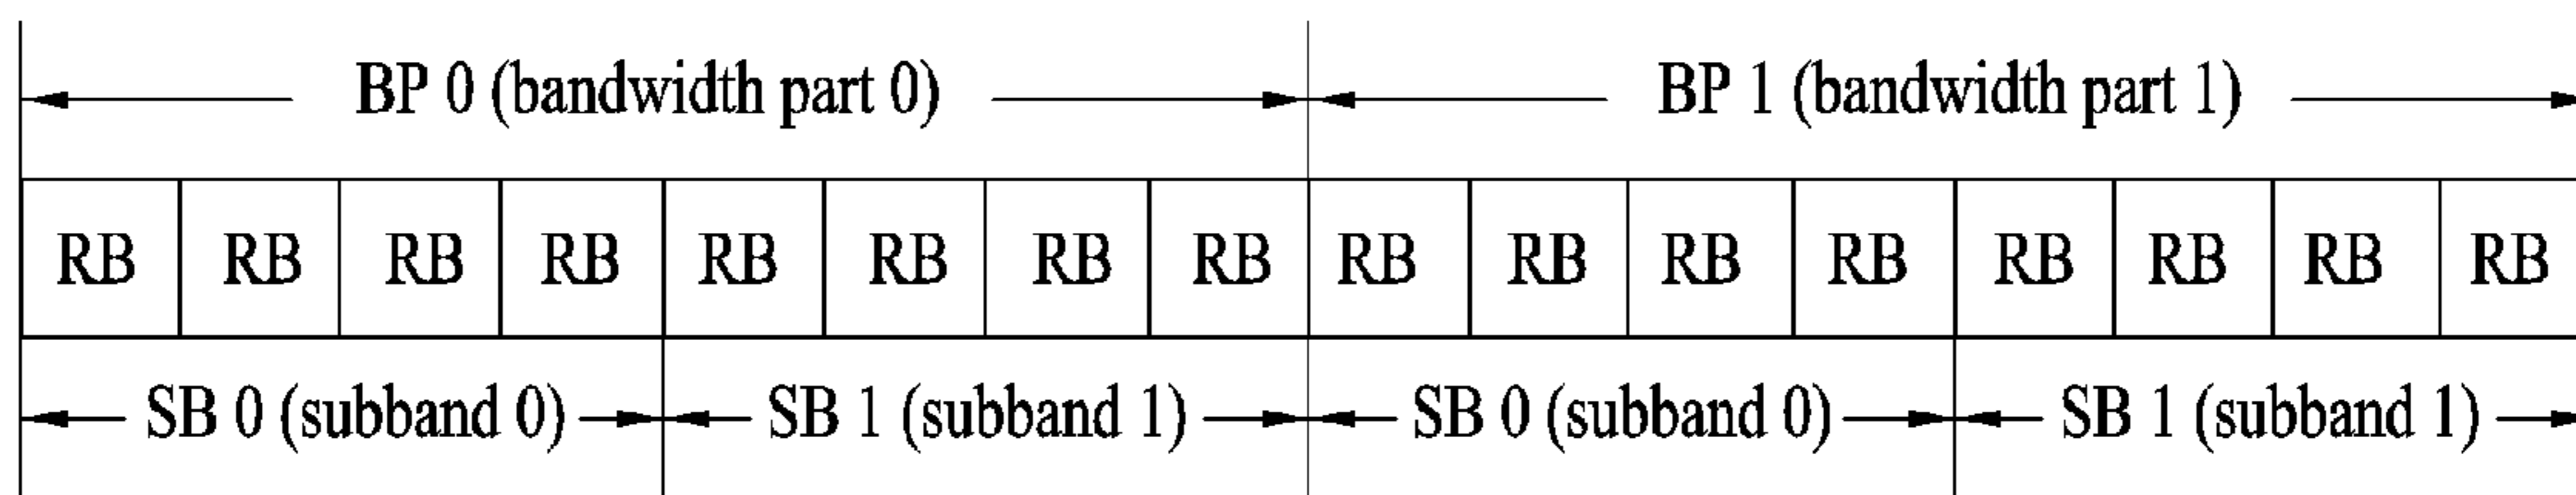 BP 0 (bandwidth part 0) BP 1 (bandwidth part 1)
RB RB RB RB RB RB RB RB RB RB RB RB RB RB RB RB
SB 0 (subband 0) SB 1 (subband 1) SB 0 (subband 0) SB 1 (subband 1)